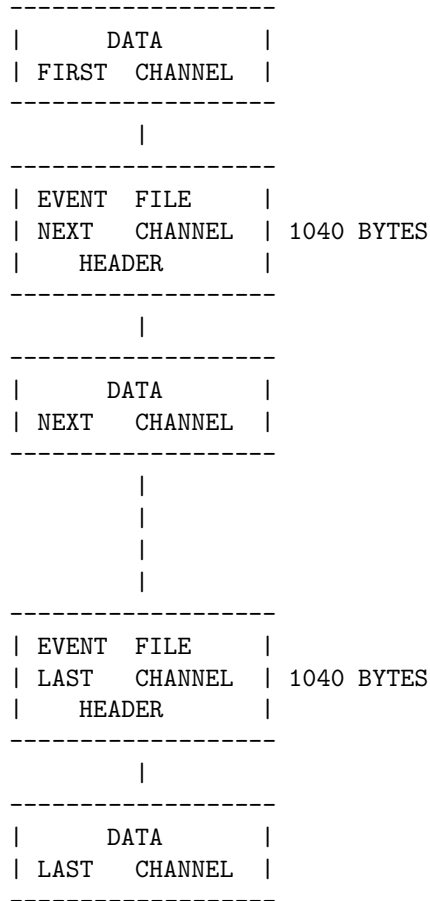 -------------------
|      DATA       |
| FIRST  CHANNEL  |
-------------------
         |
-------------------
| EVENT  FILE     |
| NEXT   CHANNEL  | 1040 BYTES
|    HEADER       |
-------------------
         |
-------------------
|      DATA       |
| NEXT   CHANNEL  |
-------------------
         |
         |
         |
         |
-------------------
| EVENT  FILE     |
| LAST   CHANNEL  | 1040 BYTES
|    HEADER       |
-------------------
         |
-------------------
|      DATA       |
| LAST   CHANNEL  |
-------------------